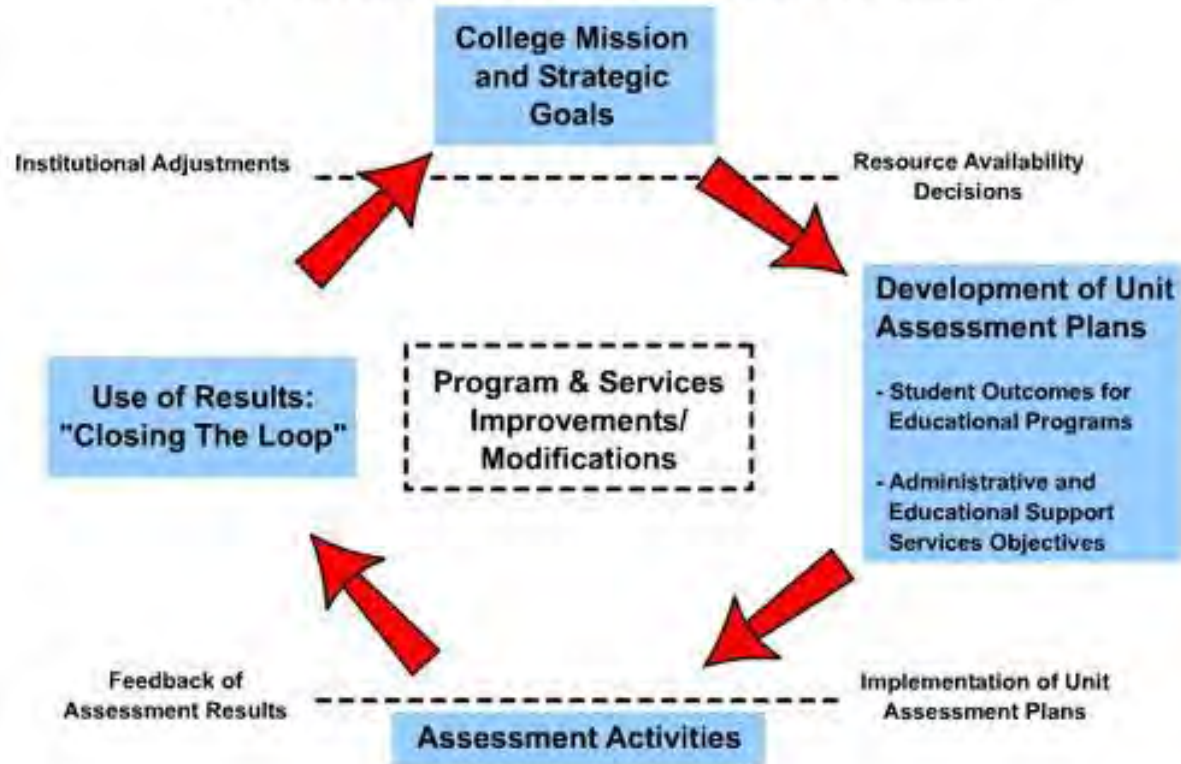 College Mission
and Strategic
Goals
Institutional Adjustments
Resource Availability
Decisions
Development of Unit
Assessment Plans
- Student Outcomes for
Educational Programs
- Administrative and
Educational Support
Services Objectives
Use of Results:
"Closing The Loop"
Program & Services
Improvements/
Modifications
Feedback of
Assessment Results
Implementation of Unit
Assessment Plans
Assessment Activities